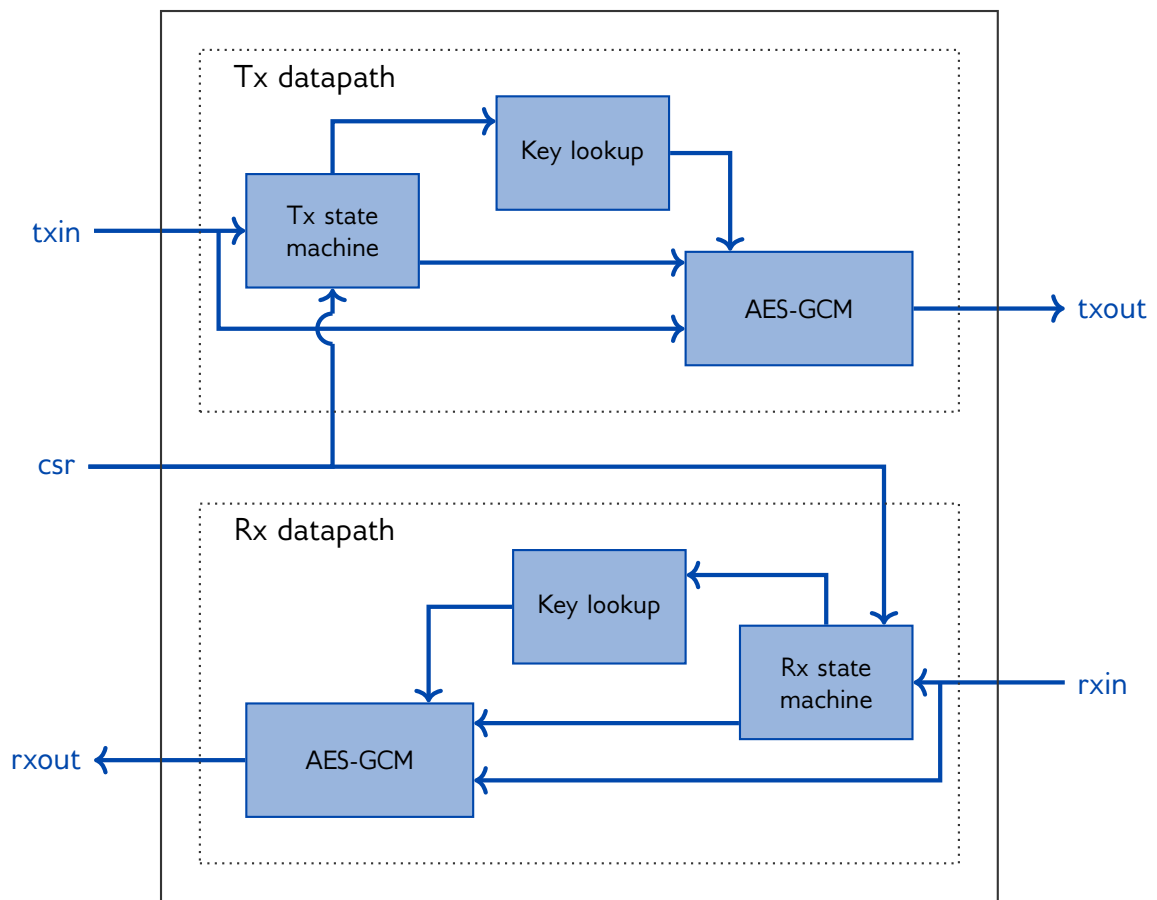 Tx datapath
Key lookup
Tx state
machine
txin
AES-GCM
txout
csr
Rx datapath
Key lookup
Rx state
machine
rxin
AES-GCM
rxout